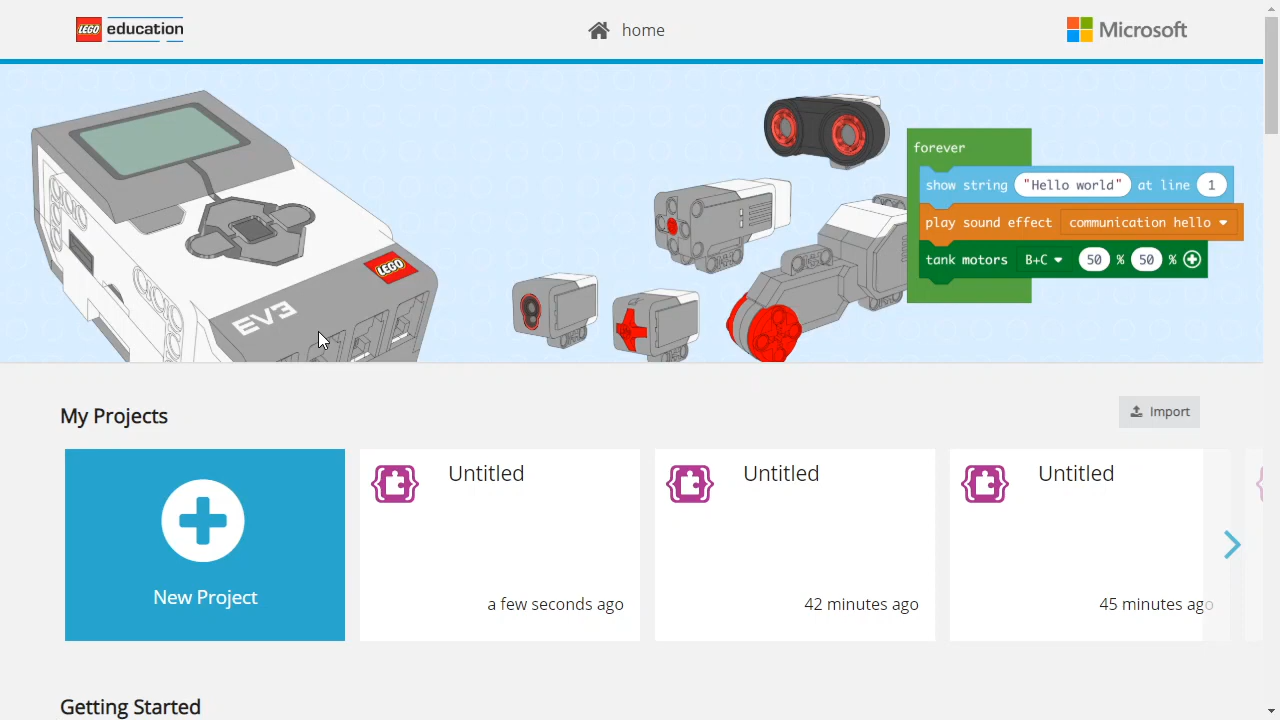 LEGO education
home
Microsoft
LEGO
EV3
forever
show string "Hello world" at line 1
play sound effect communication hello
tank motors B+C 50 % 50 %
My Projects
Import
New Project
Untitled
a few seconds ago
Untitled
42 minutes ago
Untitled
45 minutes ago
Getting Started